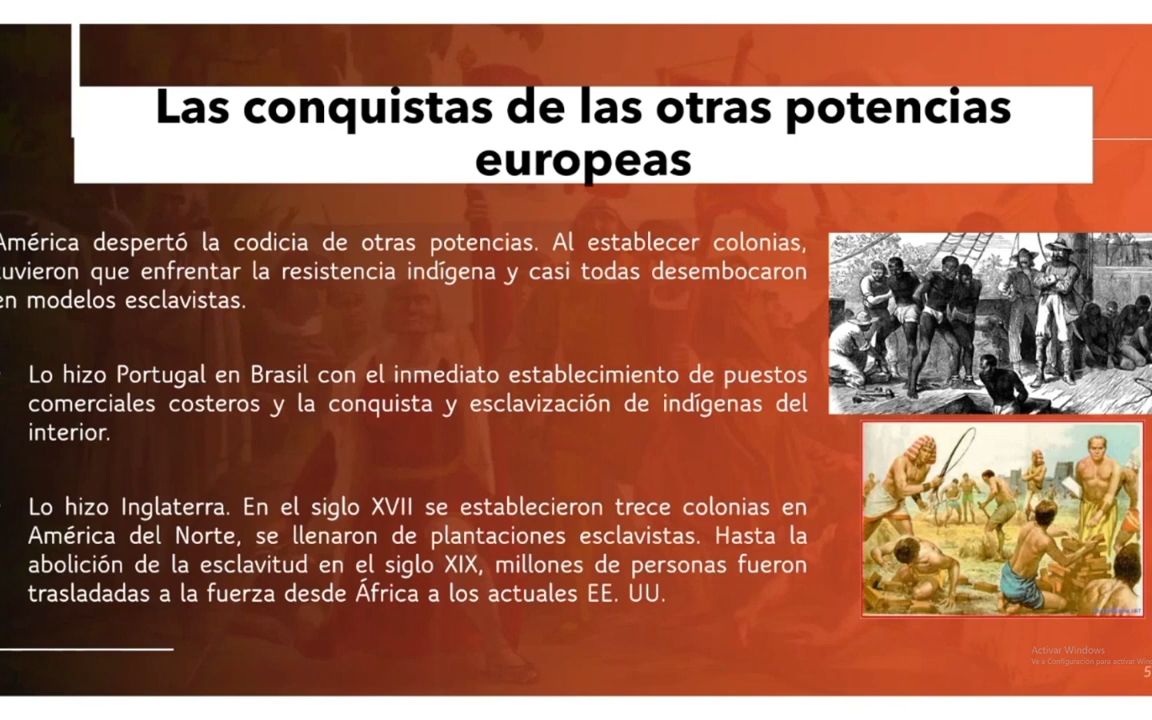 Las conquistas de las otras potencias
europeas
América despertó la codicia de otras potencias. Al establecer colonias,
tuvieron que enfrentar la resistencia indígena y casi todas desembocaron
en modelos esclavistas.
Lo hizo Portugal en Brasil con el inmediato establecimiento de puestos
comerciales costeros y la conquista y esclavización de indígenas del
interior.
Lo hizo Inglaterra. En el siglo XVII se establecieron trece colonias en
América del Norte, se llenaron de plantaciones esclavistas. Hasta la
abolición de la esclavitud en el siglo XIX, millones de personas fueron
trasladadas a la fuerza desde África a los actuales EE. UU.
Activar Windows
Ve a Configuración para activar
5